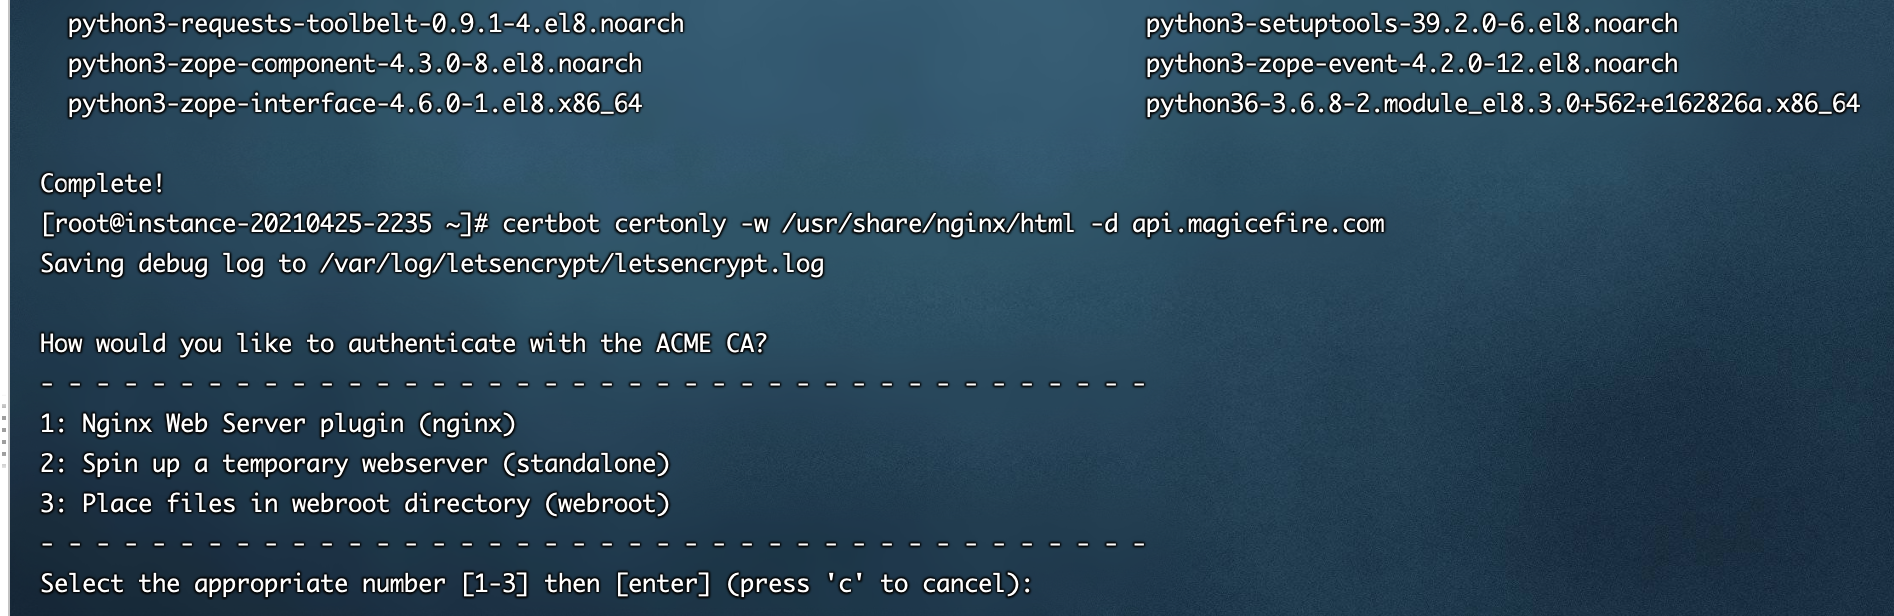 python3-requests-toolbelt-0.9.1-4.el8.noarch python3-setuptools-39.2.0-6.el8.noarch
python3-zope-component-4.3.0-8.el8.noarch python3-zope-event-4.2.0-12.el8.noarch
python3-zope-interface-4.6.0-1.el8.x86_64 python36-3.6.8-2.module_el8.3.0+562+e162826a.x86_64
Complete!
[root@instance-20210425-2235 ~]# certbot certonly -w /usr/share/nginx/html -d api.magicefire.com
Saving debug log to /var/log/letsencrypt/letsencrypt.log
How would you like to authenticate with the ACME CA?
- - - - - - - - - - - - - - - - - - - - - - - - - - - - - - - - - - - - - - - -
1: Nginx Web Server plugin (nginx)
2: Spin up a temporary webserver (standalone)
3: Place files in webroot directory (webroot)
- - - - - - - - - - - - - - - - - - - - - - - - - - - - - - - - - - - - - - - -
Select the appropriate number [1-3] then [enter] (press 'c' to cancel):